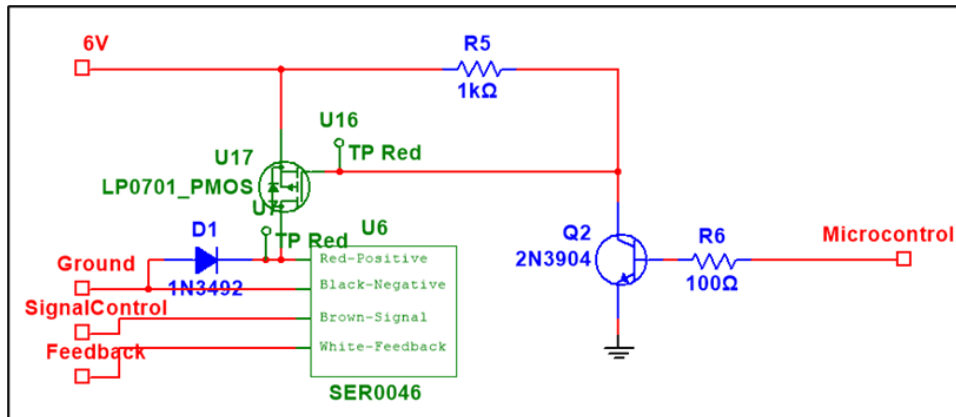 6V
R5
1kΩ
U16
TP Red
U17
LP0701_PMOS
U7
TP Red
U6
D1
1N3492
Q2
2N3904
R6
100Ω
Microcontrol
Ground
SignalControl
Feedback
Red-Positive
Black-Negative
Brown-Signal
White-Feedback
SER0046